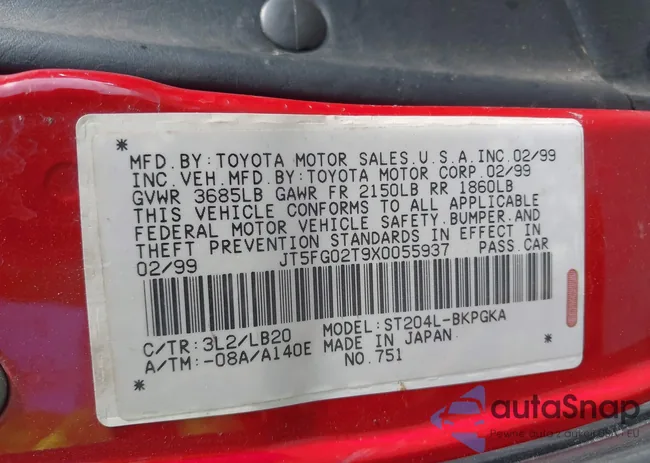 MFD.BY:TOYOTA MOTOR SALES.U.S.A.INC.02/99
INC.VEH.MFD.BY:TOYOTA MOTOR CORP.02/99
GVWR 3685LB GAWR FR 2150LB RR 1860LB
THIS VEHICLE CONFORMS TO ALL APPLICABLE
FEDERAL MOTOR VEHICLE SAFETY.BUMPER.AND
THEFT PREVENTION STANDARDS IN EFFECT IN
02/99 JT5FG02T9X0055937 PASS.CAR
C/TR:3L2/LB20 MODEL:ST204L-BKPGKA
A/TM:-08A/A140E MADE IN JAPAN
NO.751
autaSnap
Pewne auta z